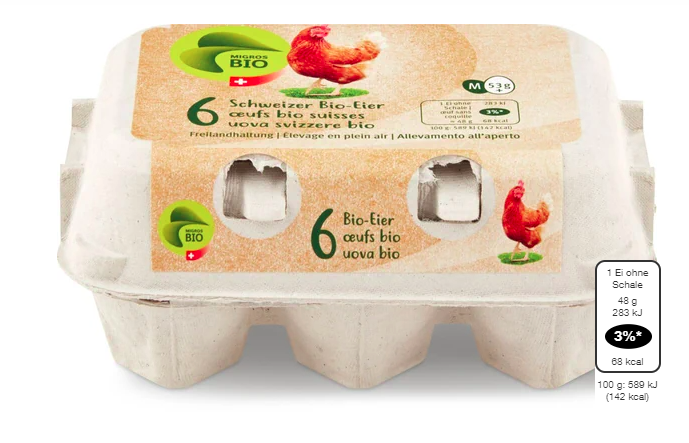 MIGROS
BIO
M 53g
+
6 Schweizer Bio-Eier
œufs bio suisses
uova svizzere bio
Freilandhaltung | Élevage en plein air | Allevamento all'aperto
1 Ei ohne
Schale |
œuf sans
coquille
= 48 g
283 kJ
3%*
68 kcal
100 g: 589 kJ (142 kcal)
MIGROS
BIO
6 Bio-Eier
œufs bio
uova bio
1 Ei ohne
Schale
48 g
283 kJ
3%*
68 kcal
100 g: 589 kJ
(142 kcal)